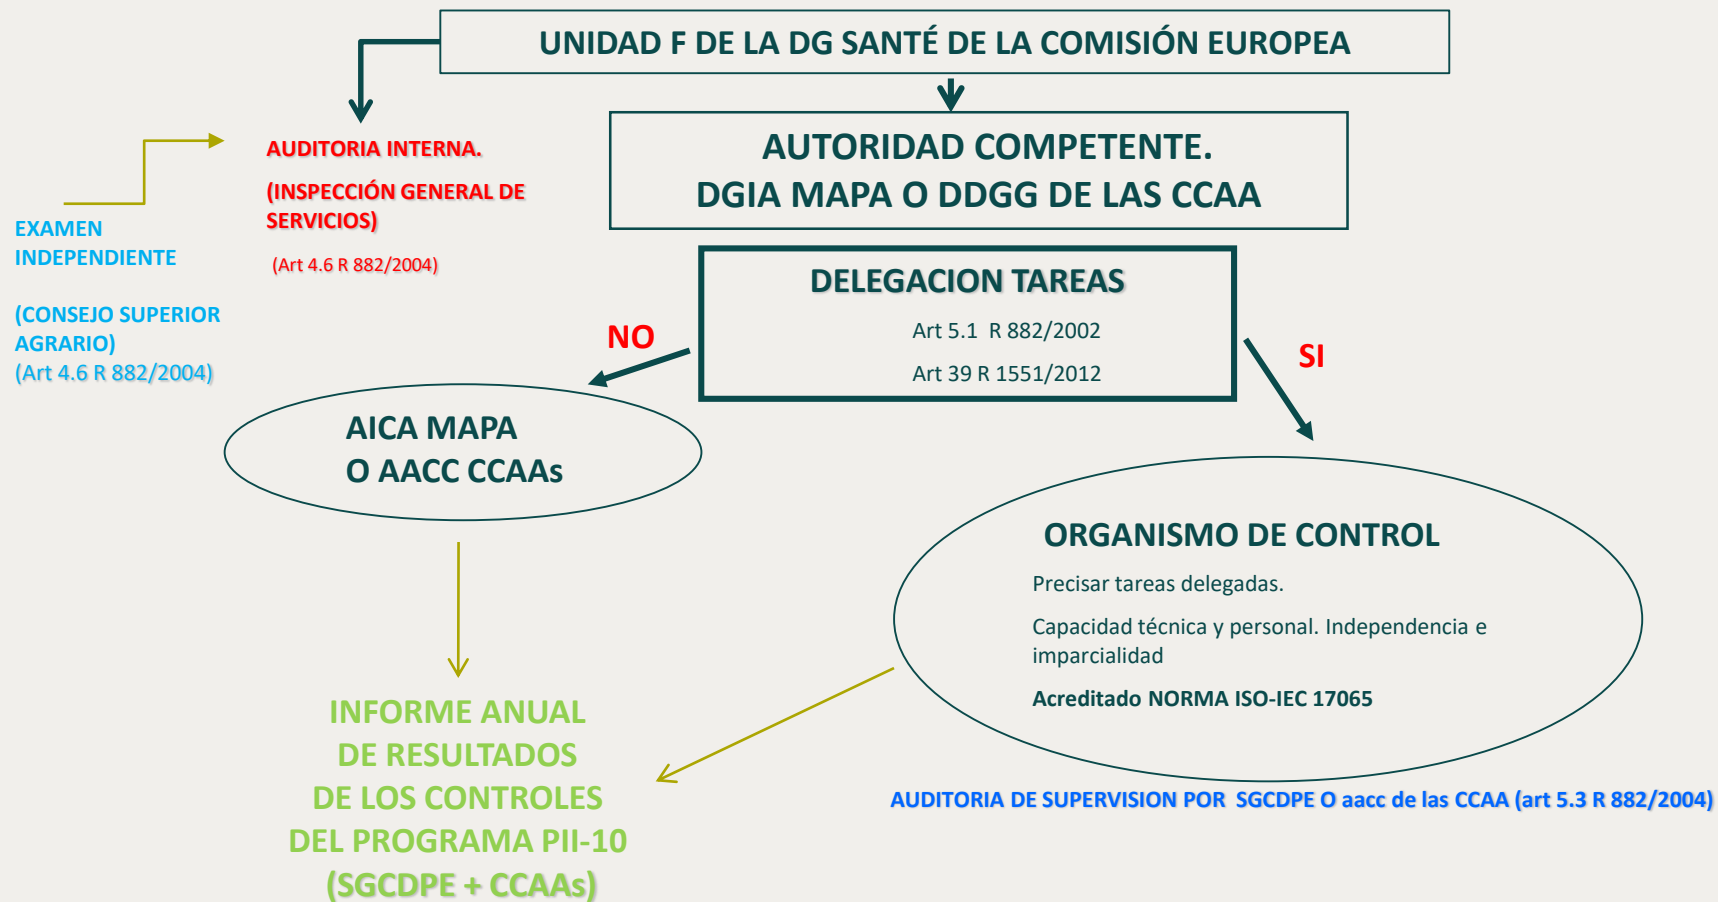 UNIDAD F DE LA DG SANTÉ DE LA COMISIÓN EUROPEA
AUDITORIA INTERNA.
(INSPECCIÓN GENERAL DE
SERVICIOS)
(Art 4.6 R 882/2004)
AUTORIDAD COMPETENTE.
DGIA MAPA O DDGG DE LAS CCAA
EXAMEN
INDEPENDIENTE
(CONSEJO SUPERIOR
AGRARIO)
(Art 4.6 R 882/2004)
DELEGACION TAREAS
Art 5.1 R 882/2002
Art 39 R 1551/2012
NO
SI
AICA MAPA
O AACC CCAAs
ORGANISMO DE CONTROL
Precisar tareas delegadas.
Capacidad técnica y personal. Independencia e
imparcialidad
Acreditado NORMA ISO-IEC 17065
INFORME ANUAL
DE RESULTADOS
DE LOS CONTROLES
DEL PROGRAMA PII-10
(SGCDPE + CCAAs)
AUDITORIA DE SUPERVISION POR SGCDPE O aacc de las CCAA (art 5.3 R 882/2004)